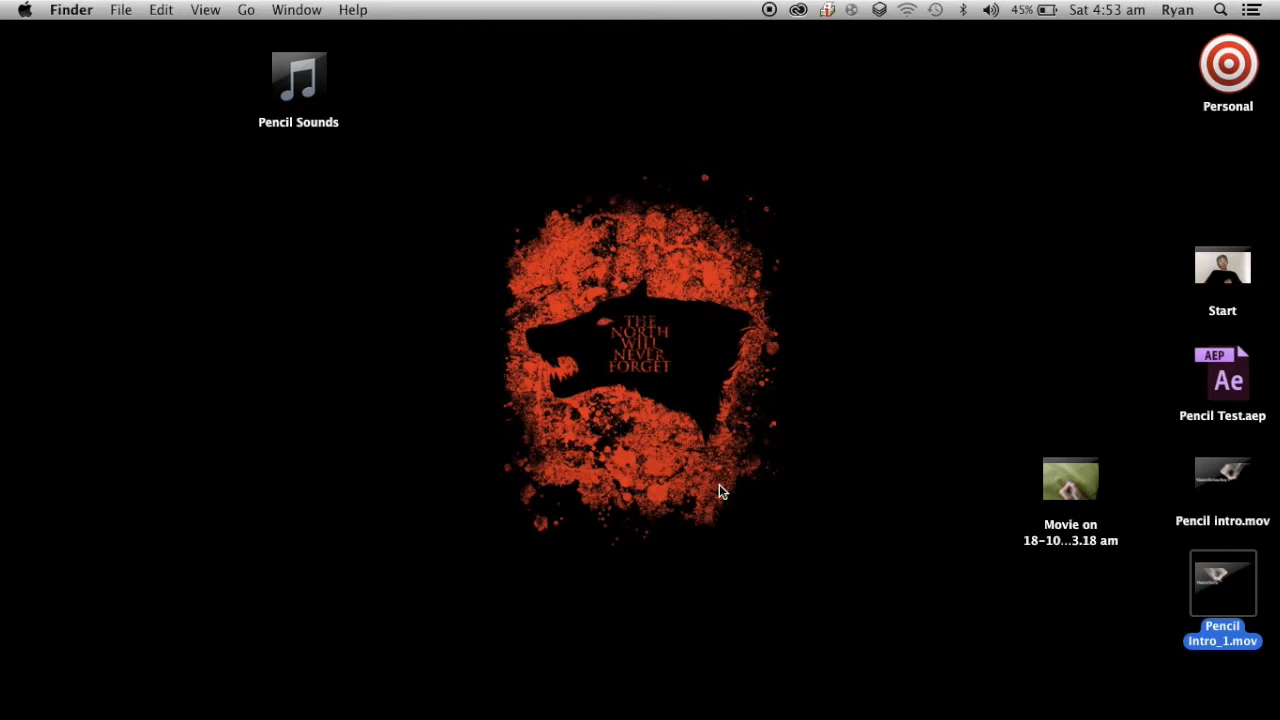 Finder File Edit View Go Window Help 45% Sat 4:53 am Ryan
Pencil Sounds
Personal
THE
NORTH
WILL
NEVER
FORGET
Start
AEP
Ae
Pencil Test.aep
Movie on
18-10...3.18 am
Pencil intro.mov
Pencil
Intro_1.mov